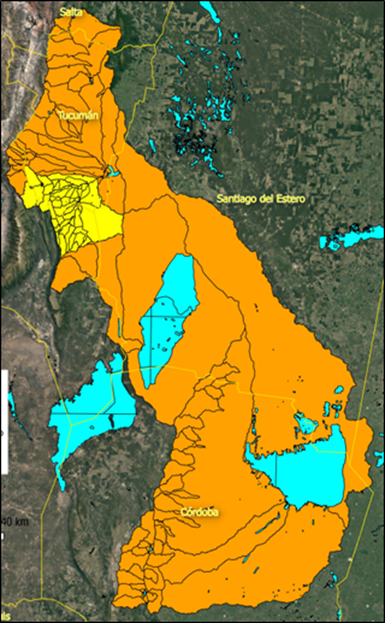 Salta
Tucumán
Santiago del Estero
Córdoba
40 km